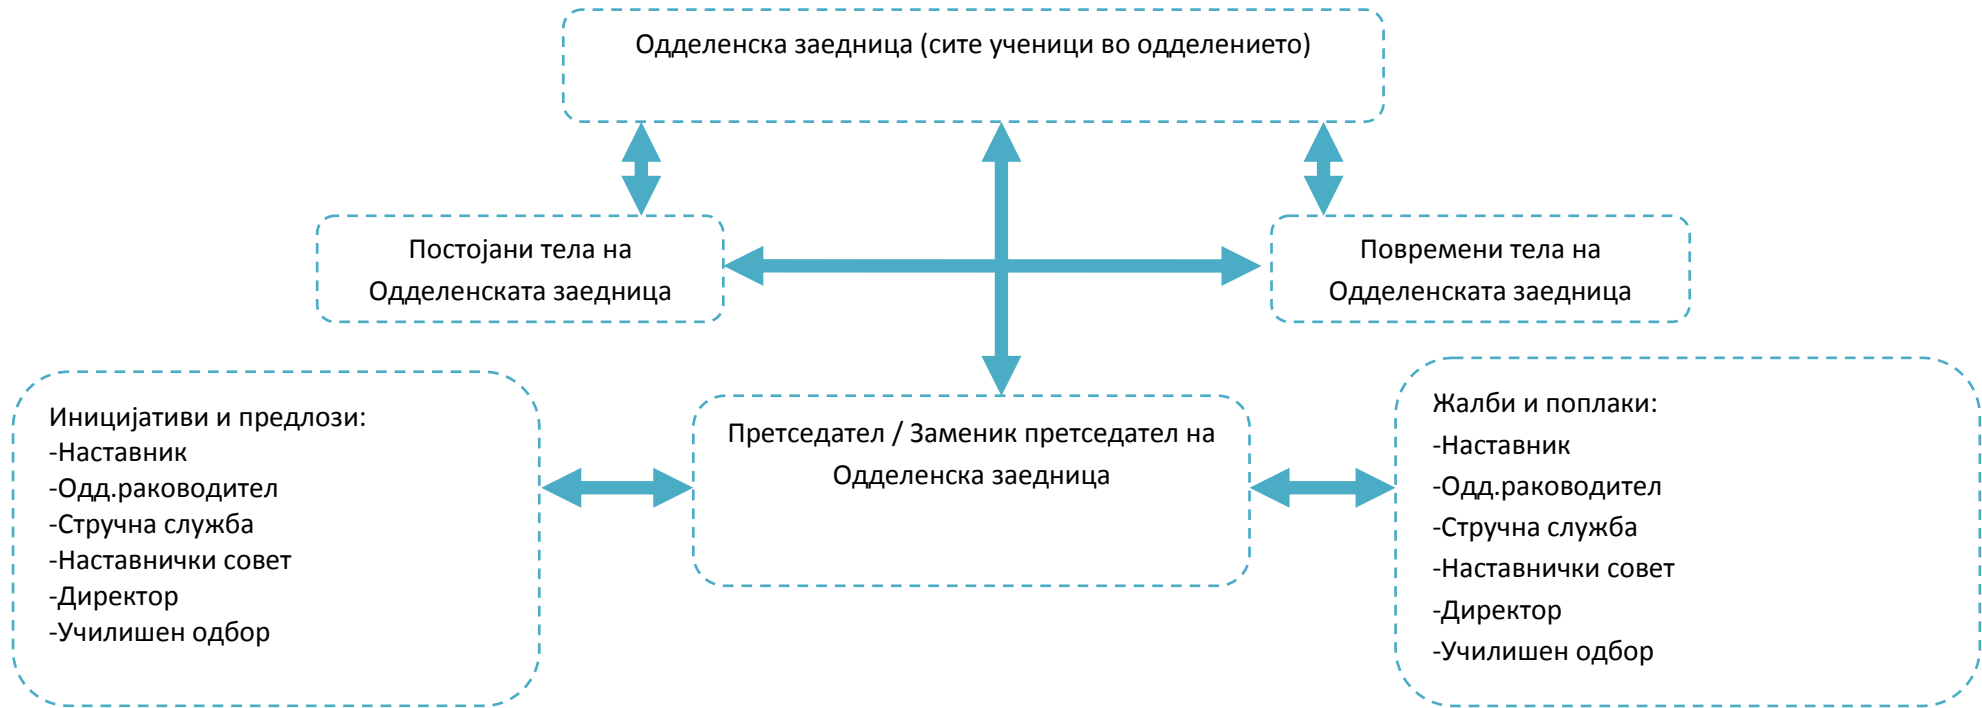 Одделенска заедница (сите ученици во одделението)
Постојани тела на
Одделенската заедница
Повремени тела на
Одделенската заедница
Иницијативи и предлози:
-Наставник
-Одд.раководител
-Стручна служба
-Наставнички совет
-Директор
-Училишен одбор
Претседател / Заменик претседател на
Одделенска заедница
Жалби и поплаки:
-Наставник
-Одд.раководител
-Стручна служба
-Наставнички совет
-Директор
-Училишен одбор